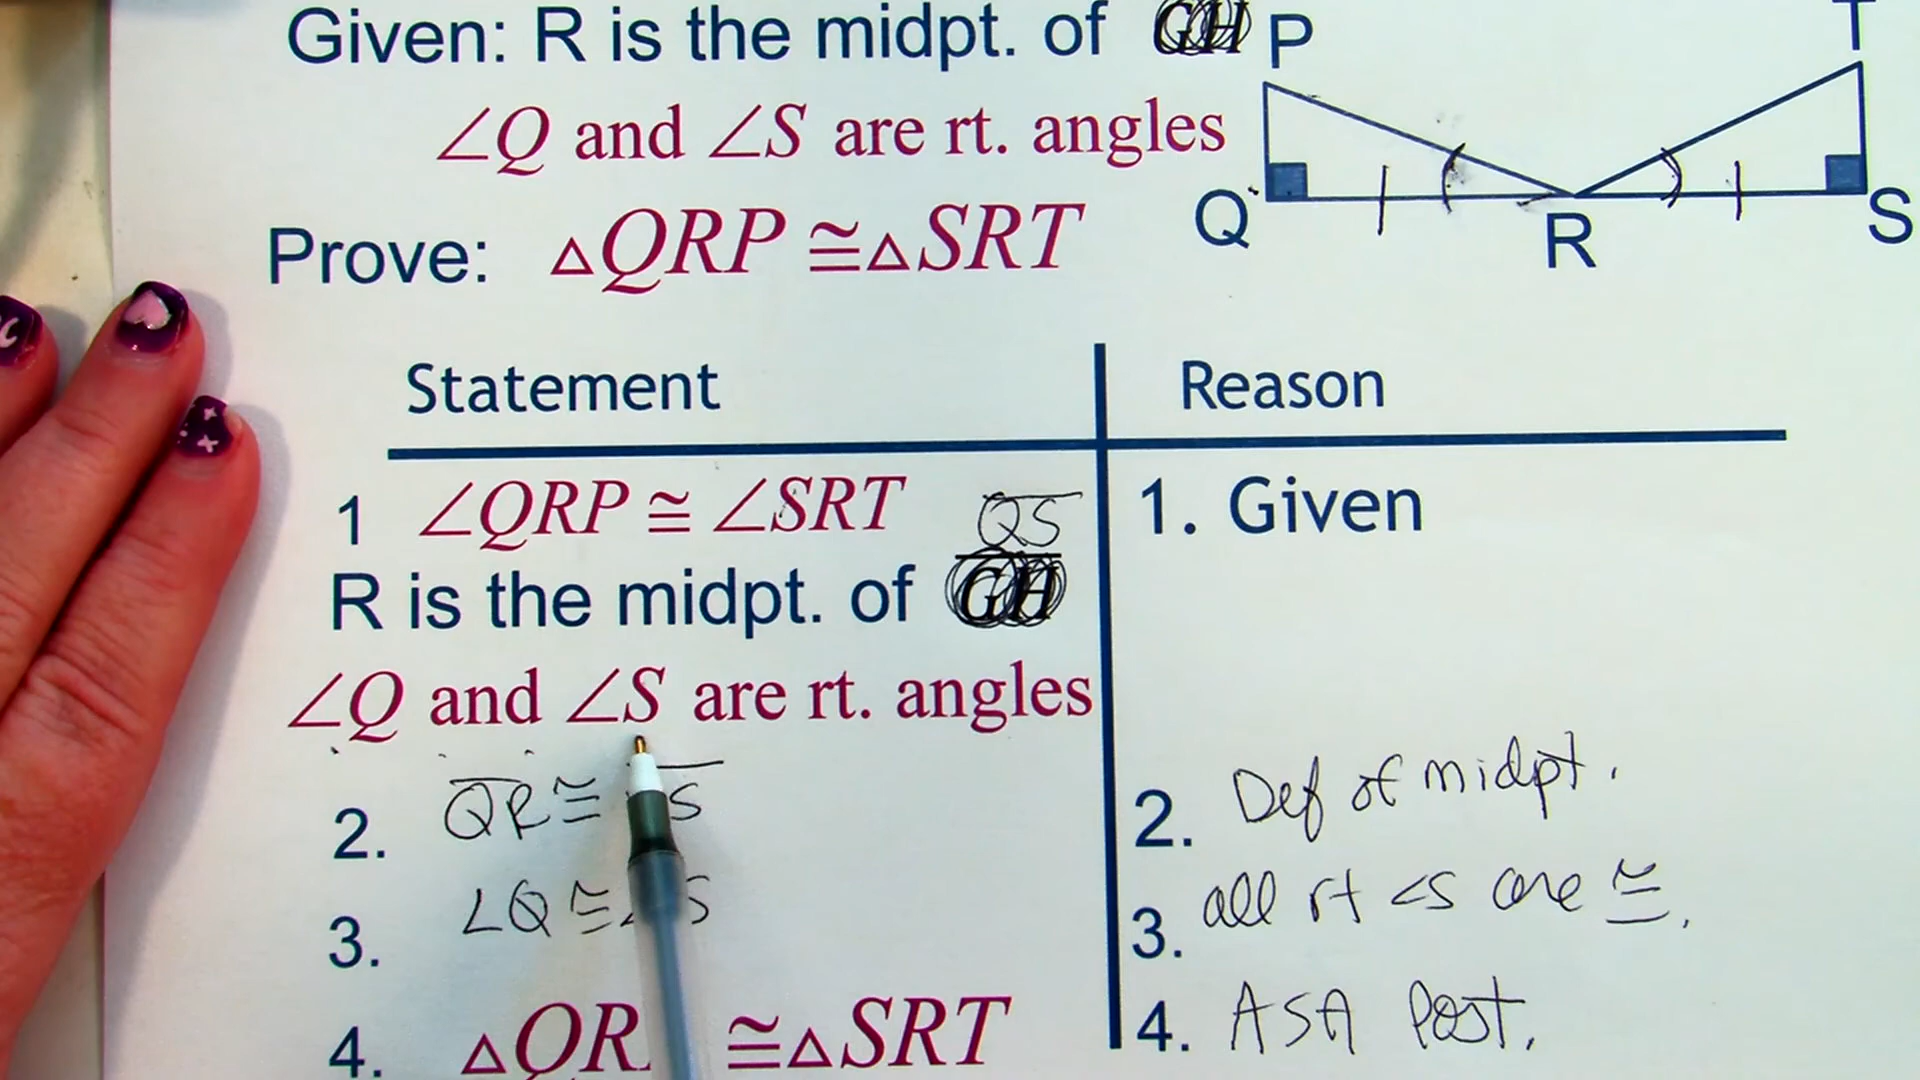 Given: R is the midpt. of GH
∠Q and ∠S are rt. angles
Prove: △QRP ≅ △SRT
P
T
Q
R
S
Statement
Reason
1 ∠QRP ≅ ∠SRT
1. Given
QS
R is the midpt. of GH
∠Q and ∠S are rt. angles
2. QR ≅ S
2. Def of midpt.
3. ∠Q ≅ ∠S
3. all rt <s are ≅.
4. △QR ≅ △SRT
4. ASA Post.